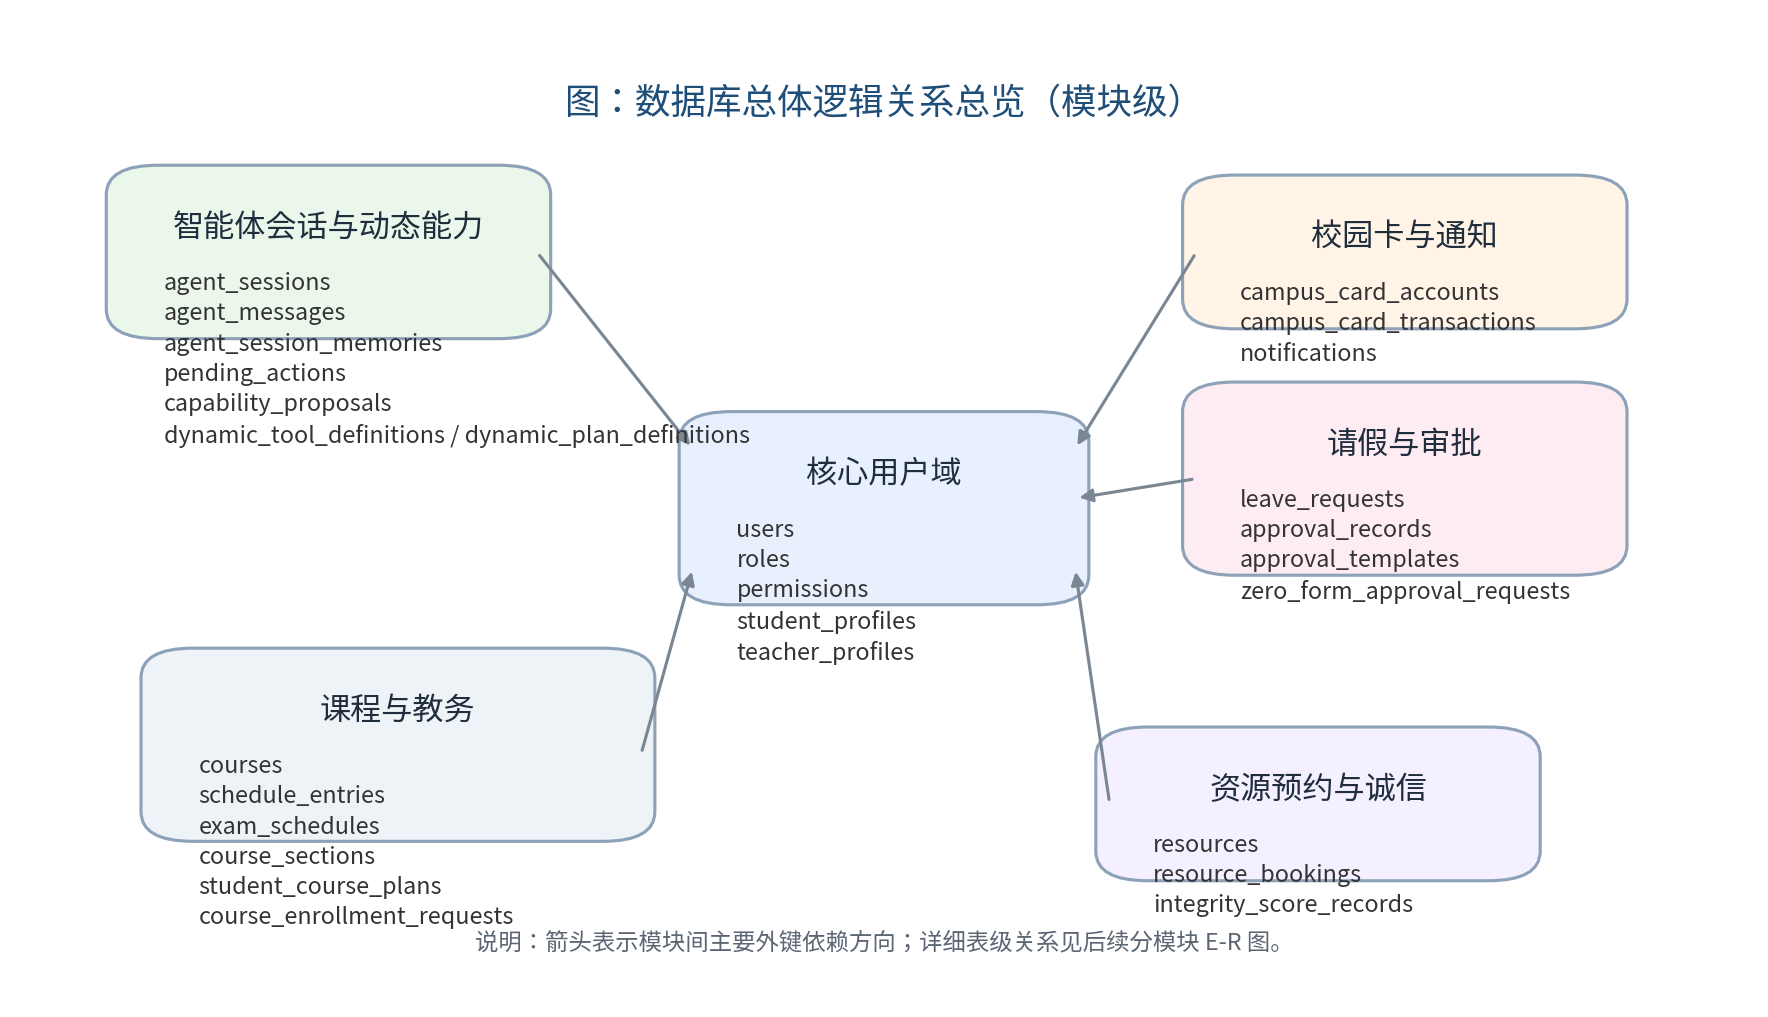 图：数据库总体逻辑关系总览（模块级）
智能体会话与动态能力
agent_sessions
agent_messages
agent_session_memories
pending_actions
capability_proposals
dynamic_tool_definitions / dynamic_plan_definitions
校园卡与通知
campus_card_accounts
campus_card_transactions
notifications
核心用户域
users
roles
permissions
student_profiles
teacher_profiles
请假与审批
leave_requests
approval_records
approval_templates
zero_form_approval_requests
课程与教务
courses
schedule_entries
exam_schedules
course_sections
student_course_plans
course_enrollment_requests
资源预约与诚信
resources
resource_bookings
integrity_score_records
说明：箭头表示模块间主要外键依赖方向；详细表级关系见后续分模块 E-R 图。